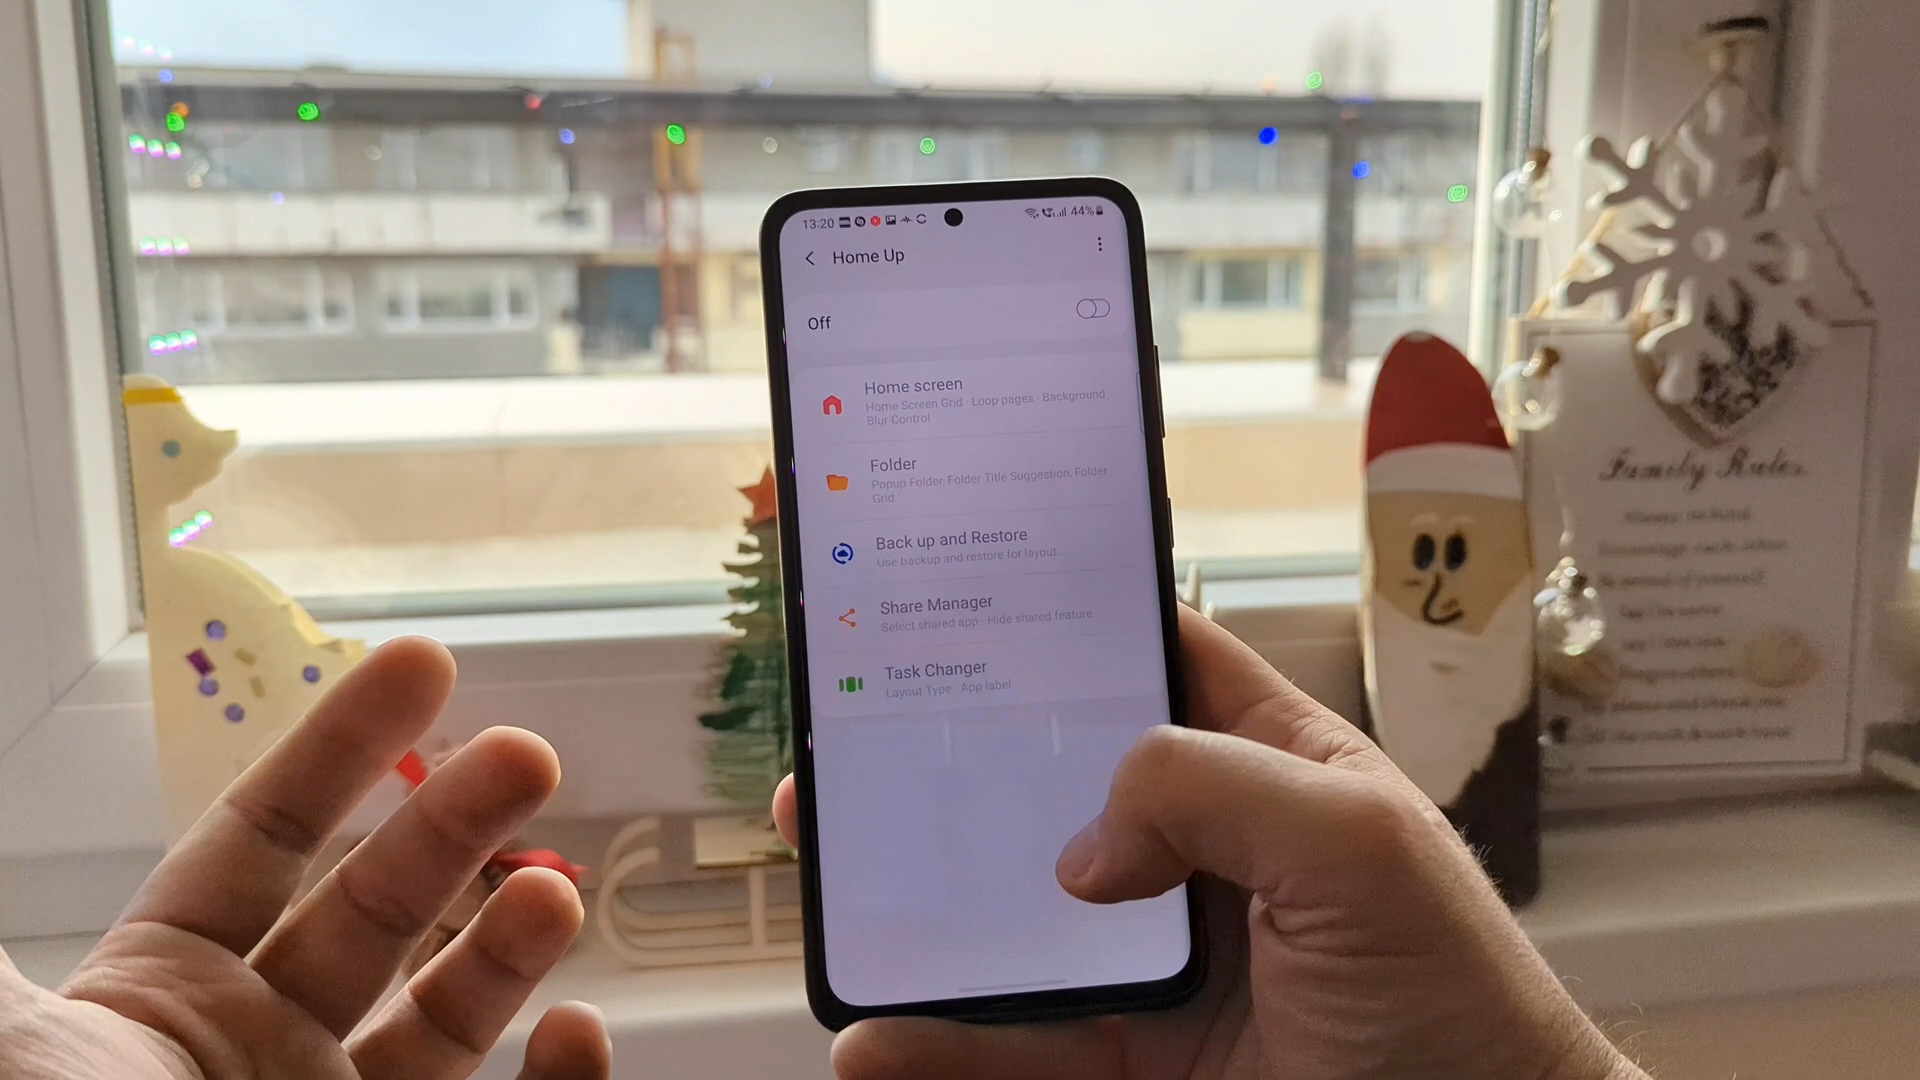 13:20
44%
Home Up
Off
Home screen
Home Screen Grid · Loop pages · Background
Blur Control
Folder
Popup Folder, Folder Title Suggestion, Folder
Grid
Back up and Restore
Use backup and restore for layout.
Share Manager
Select shared app · Hide shared feature
Task Changer
Layout Type · App label
Family Rules